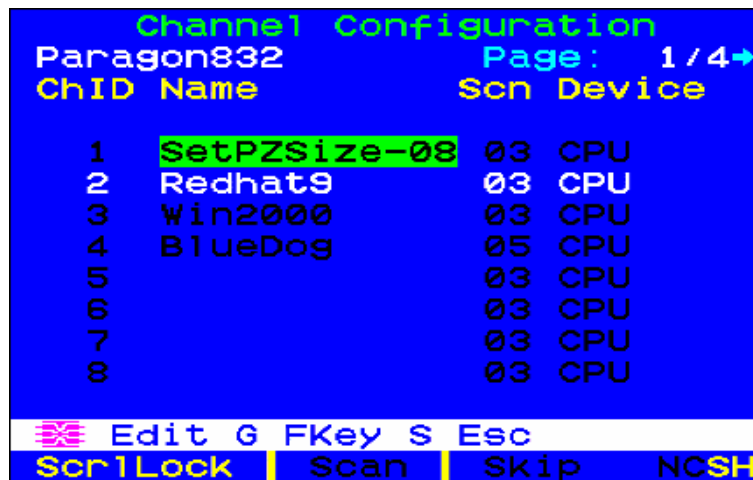 Channel Configuration
Paragon832 Page: 1/4→
ChID Name Scn Device
1 SetPZSize-08 03 CPU
2 Redhat9 03 CPU
3 Win2000 03 CPU
4 BlueDog 05 CPU
5 03 CPU
6 03 CPU
7 03 CPU
8 03 CPU
Edit G FKey S Esc
ScrlLock Scan Skip NCSH